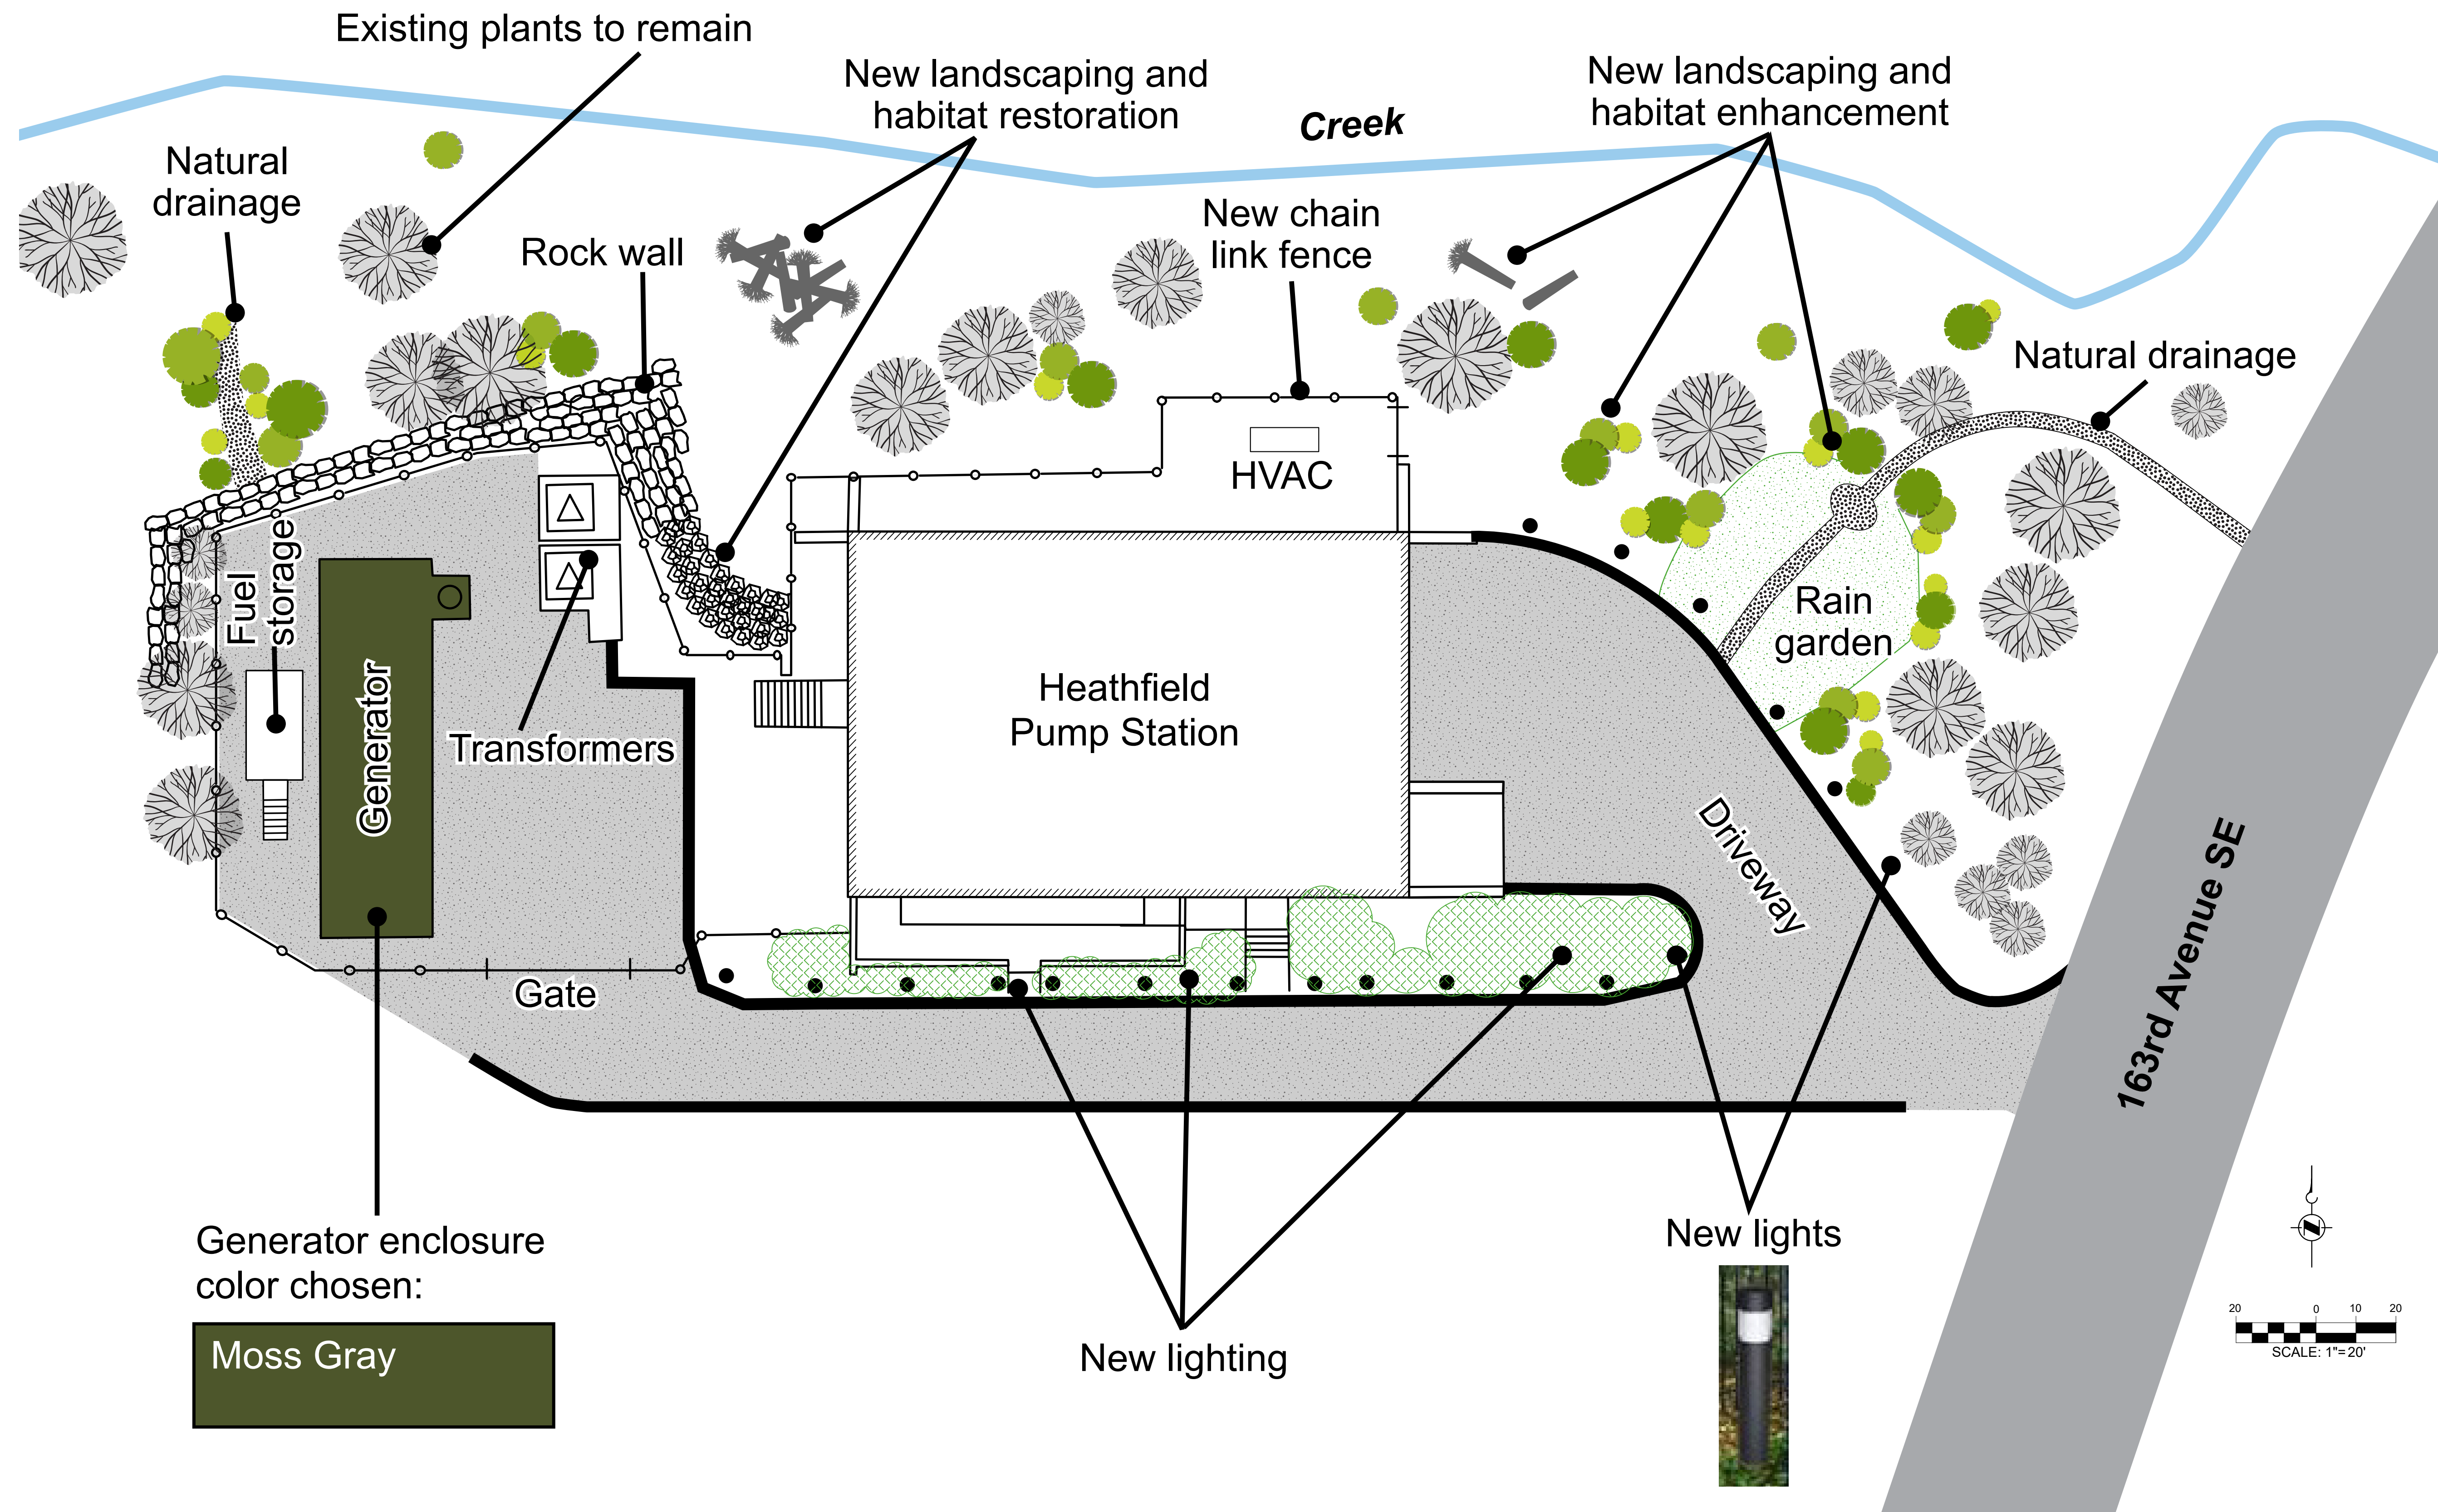 Existing plants to remain
New landscaping and
habitat restoration
Creek
New landscaping and
habitat enhancement
Natural
drainage
Rock wall
New chain
link fence
Natural drainage
HVAC
Fuel
storage
Generator
Transformers
Heathfield
Pump Station
Rain
garden
Driveway
163rd Avenue SE
Gate
Generator enclosure
color chosen:
Moss Gray
New lighting
New lights
N
20 0 10 20
SCALE: 1"=20'